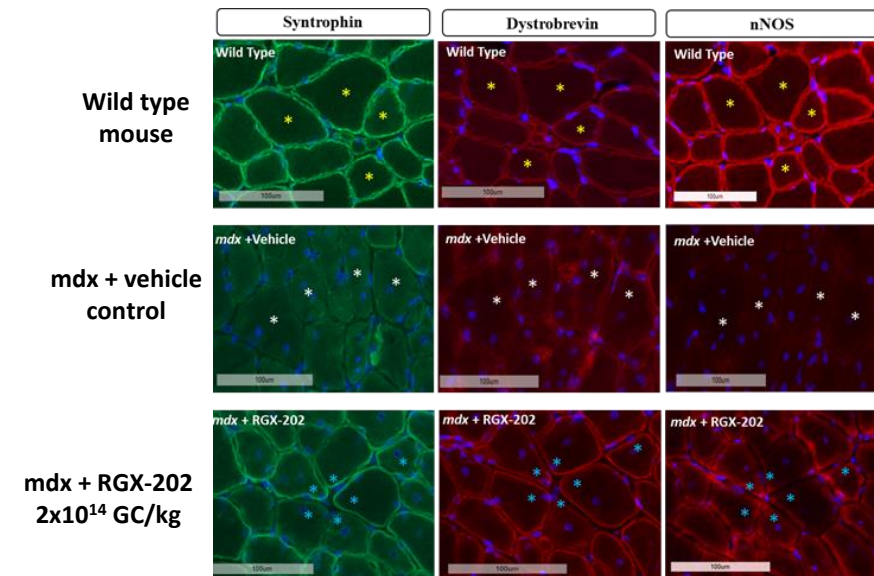 Syntrophin
Dystrobrevin
nNOS
Wild type
mouse
Wild Type
* * * *
100um
Wild Type
* * * *
100um
Wild Type
* * * *
100um
mdx + vehicle
control
mdx +Vehicle
* * * *
100um
mdx +Vehicle
* * * *
100um
mdx +Vehicle
* * * *
100um
mdx + RGX-202
2x10¹⁴ GC/kg
mdx + RGX-202
* * * * * *
100um
mdx + RGX-202
* * * * * *
100um
mdx + RGX-202
* * * * * *
100um